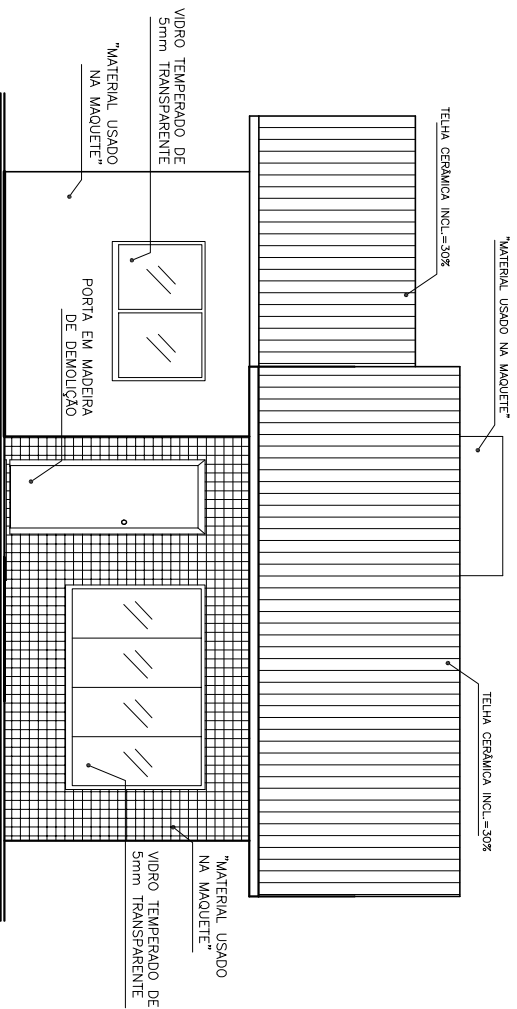 "MATERIAL USADO NA MAQUETE"
TELHA CERÂMICA INCL.=30%
TELHA CERÂMICA INCL.=30%
VIDRO TEMPERADO DE
5mm TRANSPARENTE
"MATERIAL USADO
NA MAQUETE"
PORTA EM MADEIRA
DE DEMOLIÇÃO
"MATERIAL USADO
NA MAQUETE"
VIDRO TEMPERADO DE
5mm TRANSPARENTE